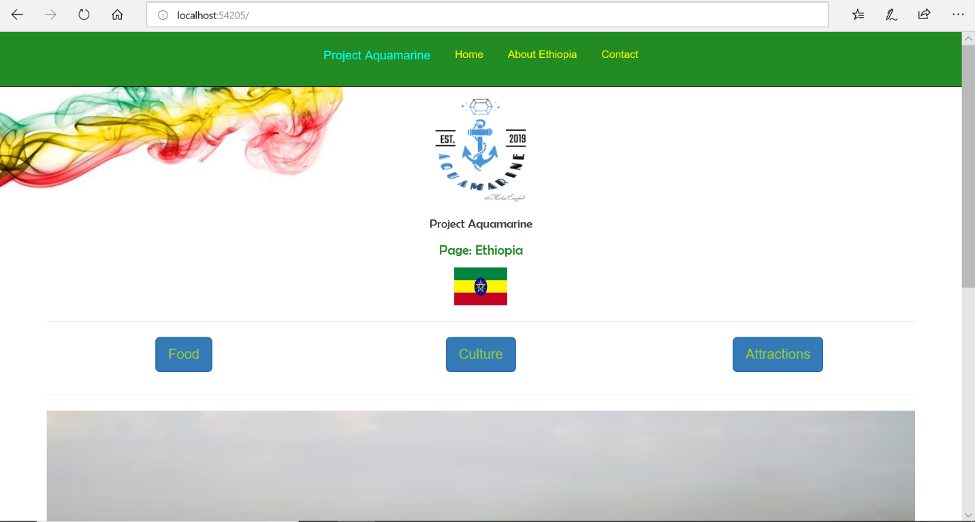 localhost:54205/
Project Aquamarine Home About Ethiopia Contact
EST. 2019
AQUAMARINE
Project Aquamarine
Page: Ethiopia
Food Culture Attractions